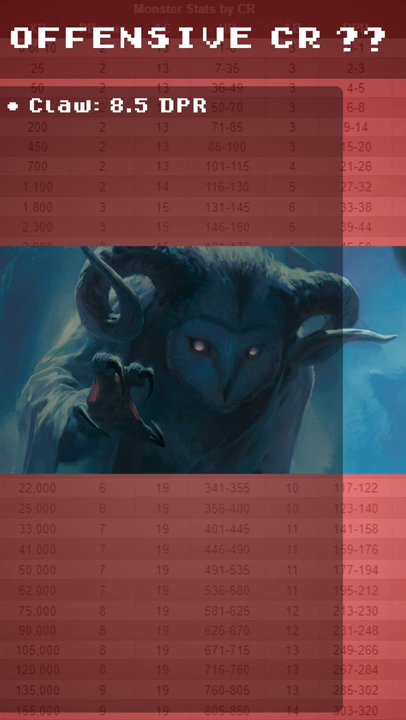 Monster Stats by CR
OFFENSIVE CR ??
25 2 13 7-35 3 2-3
50 2 13 36-49 3 4-5
• Claw: 8.5 DPR
2 13 50-70 3 6-8
200 2 13 71-85 3 9-14
450 2 13 86-100 3 15-20
700 2 13 101-115 4 21-26
1,100 2 14 116-130 5 27-32
1,800 3 15 131-145 6 33-38
2,300 3 15 146-160 6 39-44
22,000 6 19 341-355 10 117-122
25,000 6 19 356-400 10 123-140
33,000 7 19 401-445 11 141-158
41,000 7 19 446-490 11 159-176
50,000 7 19 491-535 11 177-194
62,000 7 19 536-580 11 195-212
75,000 8 19 581-625 12 213-230
90,000 8 19 626-670 12 231-248
105,000 8 19 671-715 13 249-266
120,000 8 19 716-760 13 267-284
135,000 9 19 760-805 13 285-302
155,000 9 19 805-850 14 303-320